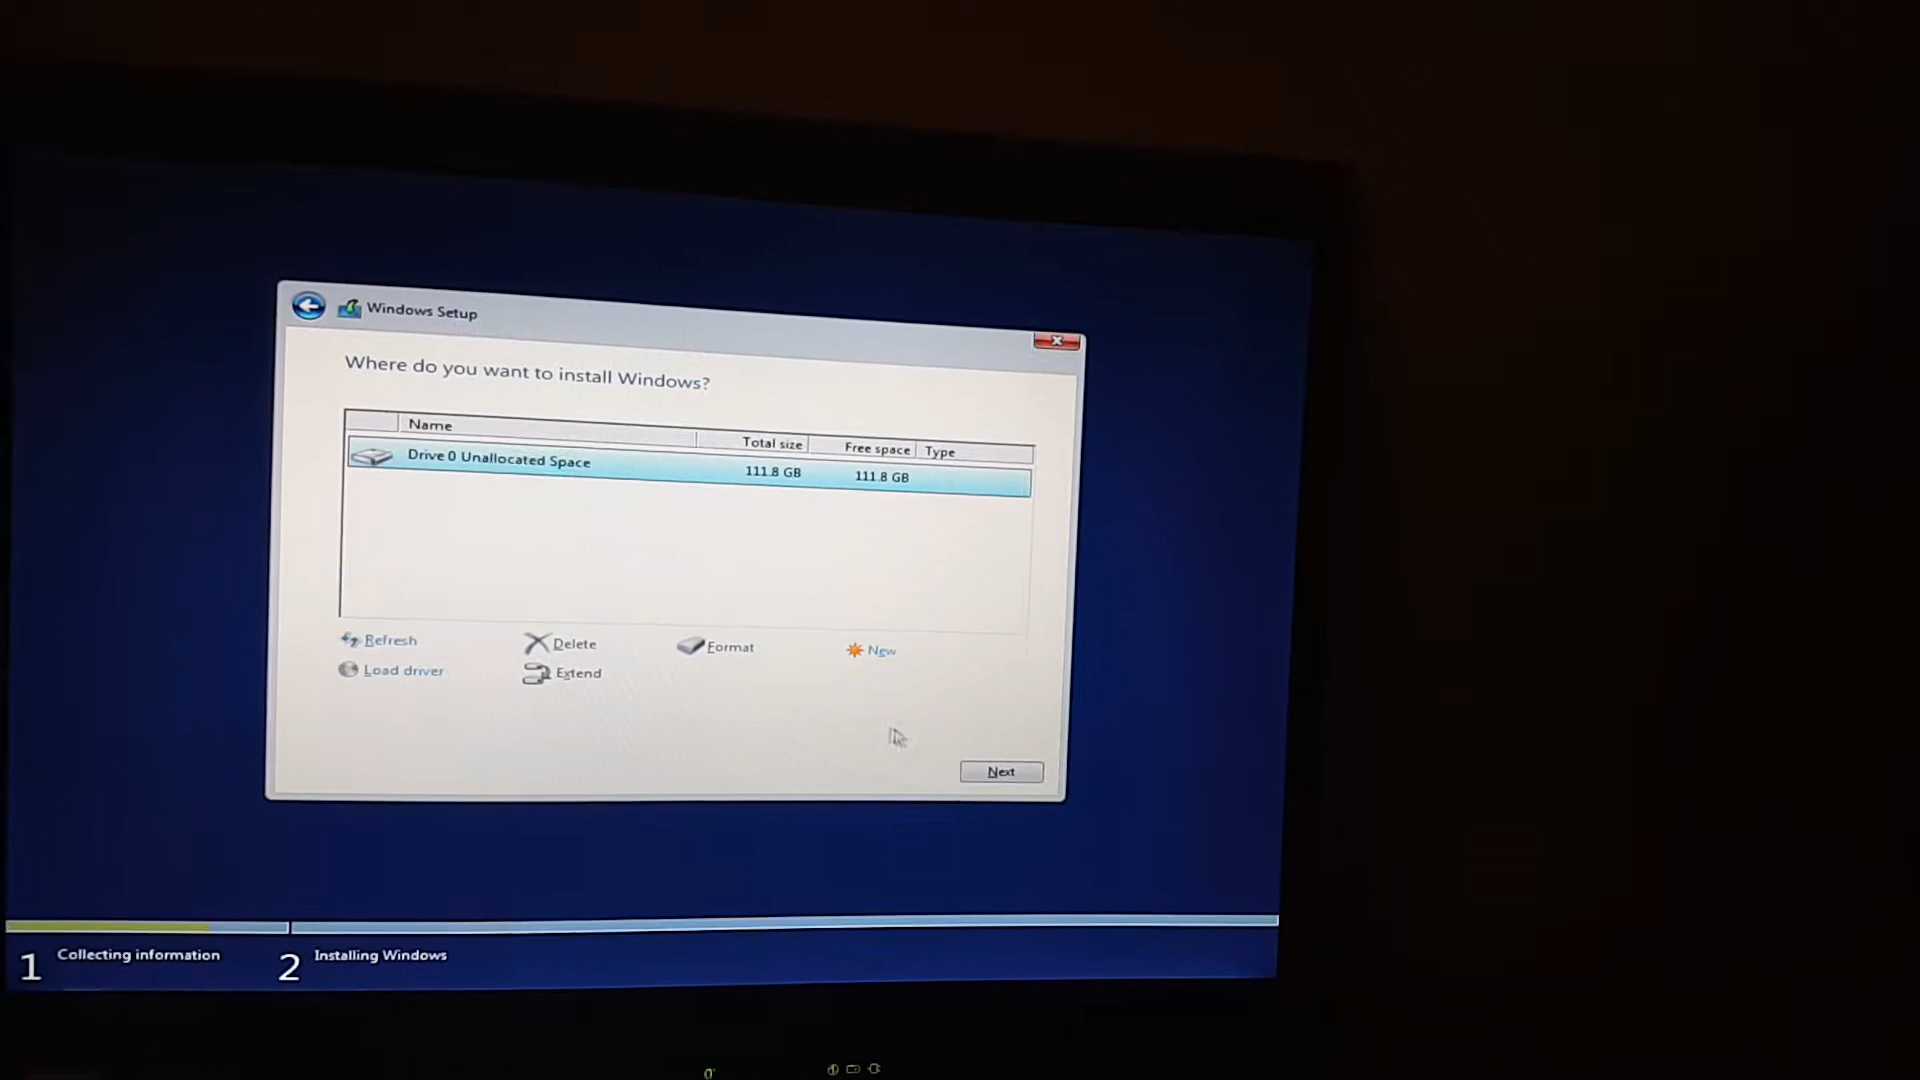 Windows Setup
Where do you want to install Windows?
Name Total size Free space Type
Drive 0 Unallocated Space 111.8 GB 111.8 GB
Refresh Delete Format New
Load driver Extend
Next
1 Collecting information 2 Installing Windows